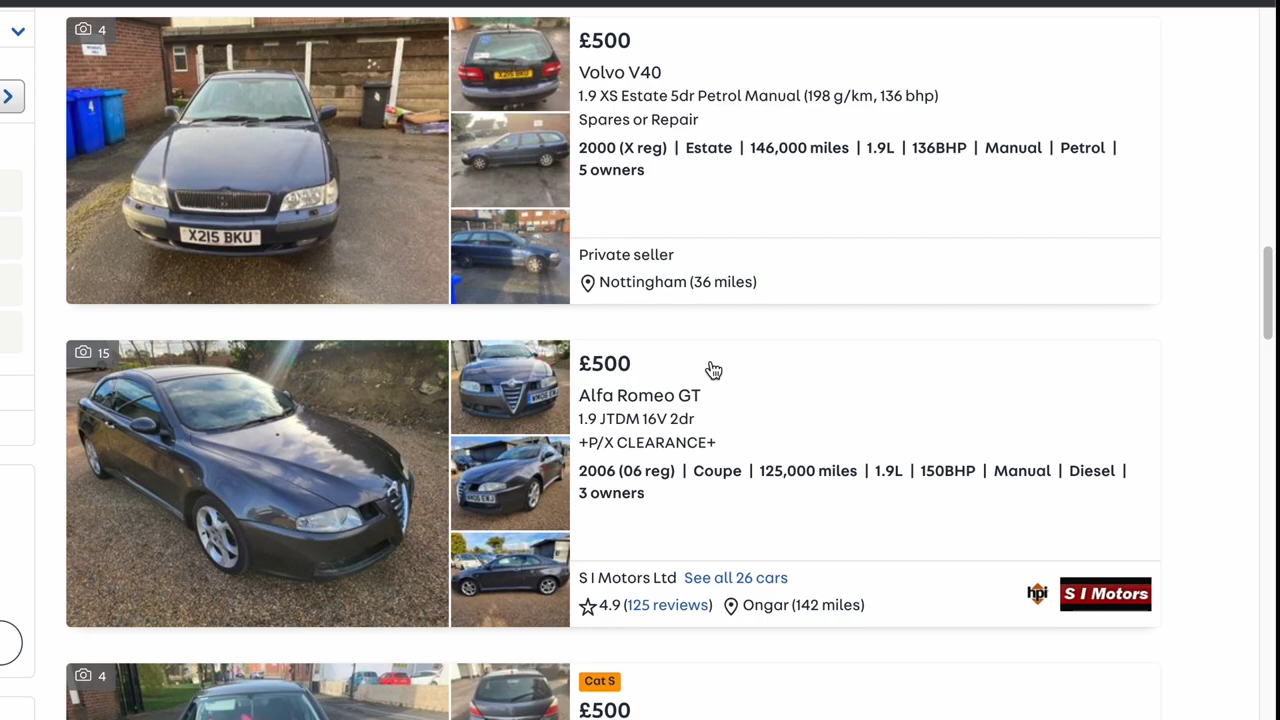 4
£500
Volvo V40
1.9 XS Estate 5dr Petrol Manual (198 g/km, 136 bhp)
Spares or Repair
2000 (X reg) | Estate | 146,000 miles | 1.9L | 136BHP | Manual | Petrol |
5 owners
X215 BKU
X215 BKU
Private seller
Nottingham (36 miles)
15
£500
Alfa Romeo GT
1.9 JTDM 16V 2dr
+P/X CLEARANCE+
2006 (06 reg) | Coupe | 125,000 miles | 1.9L | 150BHP | Manual | Diesel |
3 owners
S I Motors Ltd See all 26 cars
hpi
S I Motors
4.9 (125 reviews) Ongar (142 miles)
4
Cat S
£500